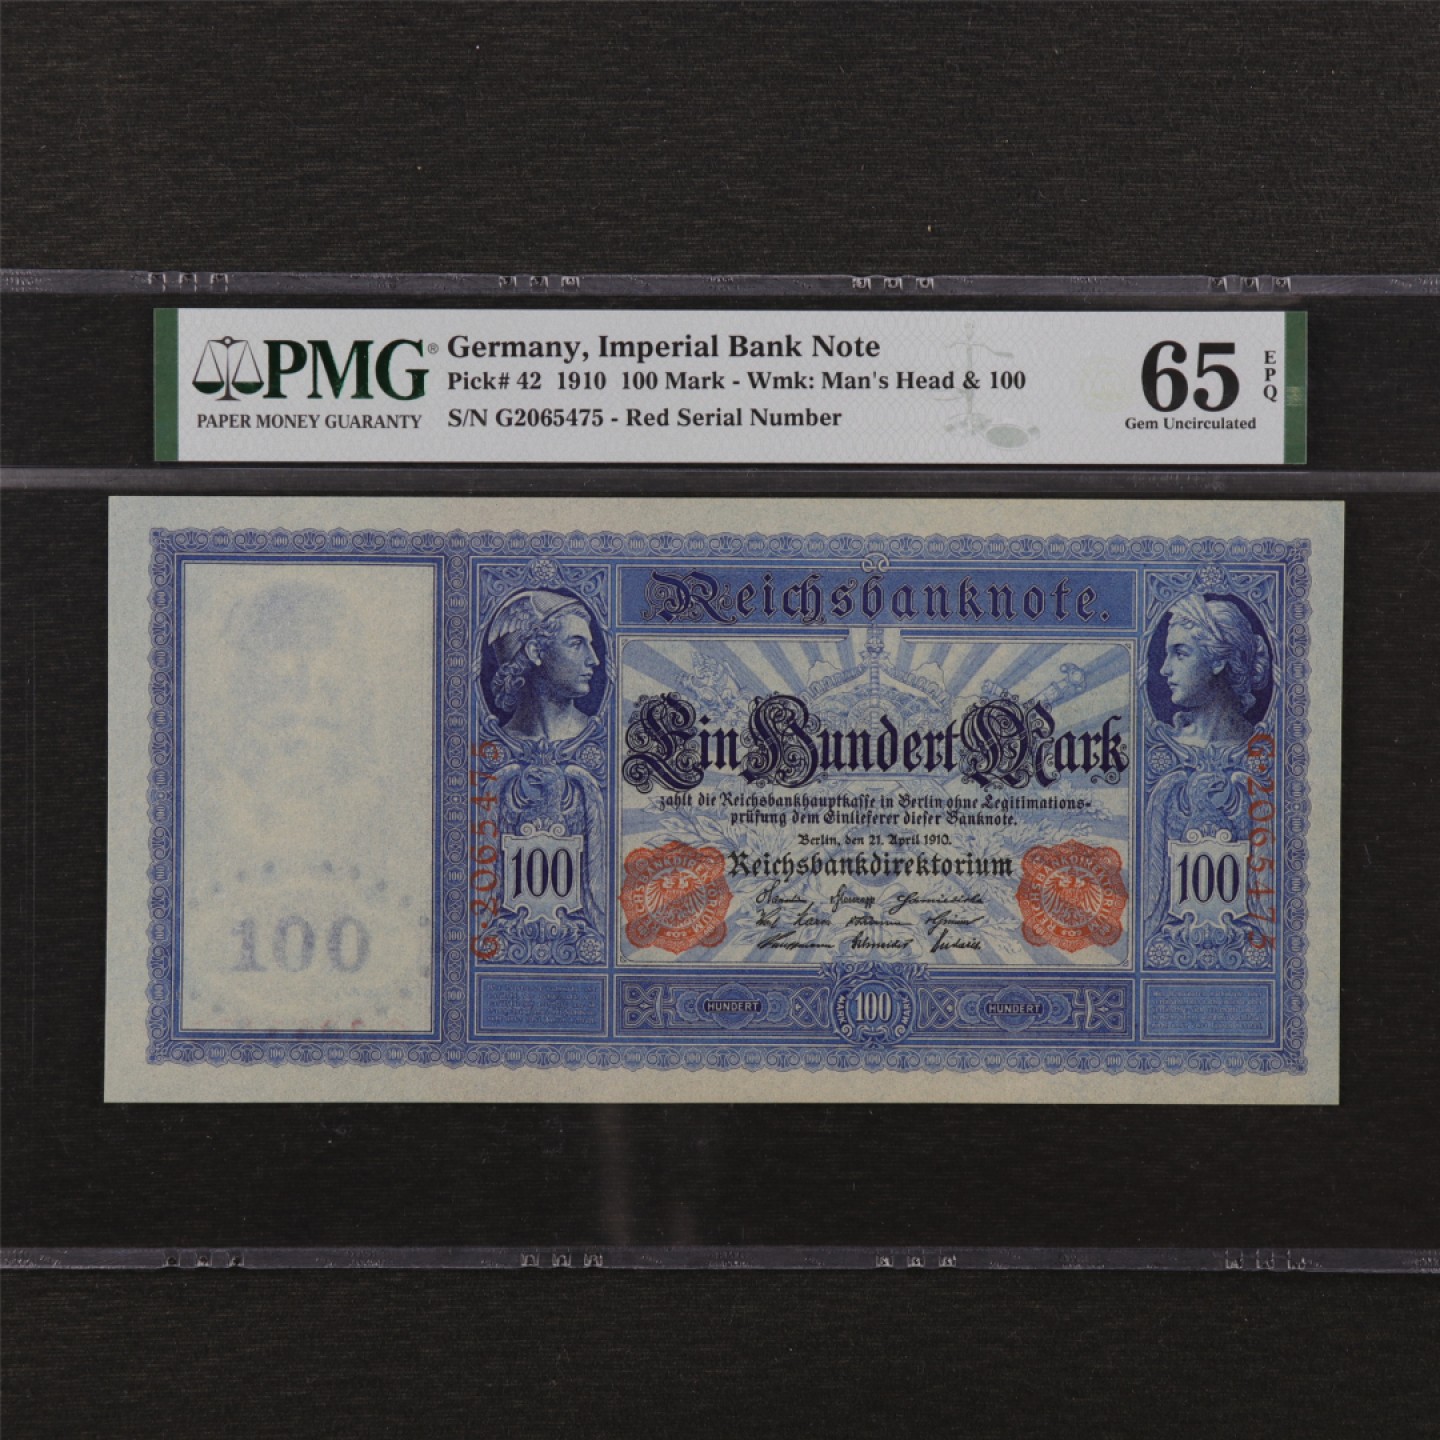 PMG®
PAPER MONEY GUARANTY
Germany, Imperial Bank Note
Pick# 42 1910 100 Mark - Wmk: Man's Head & 100
S/N G2065475 - Red Serial Number
65
EPQ
Gem Uncirculated
Reichsbanknote.
Ein Hundert Mark
zahlt die Reichsbankhauptkasse in Berlin ohne Legitimations-
prüfung dem Einlieferer dieser Banknote.
Berlin, den 21. April 1910.
Reichsbankdirektorium
G·2065475
G·2065475
100
100
100
HUNDERT
MARK 100 MARK
HUNDERT